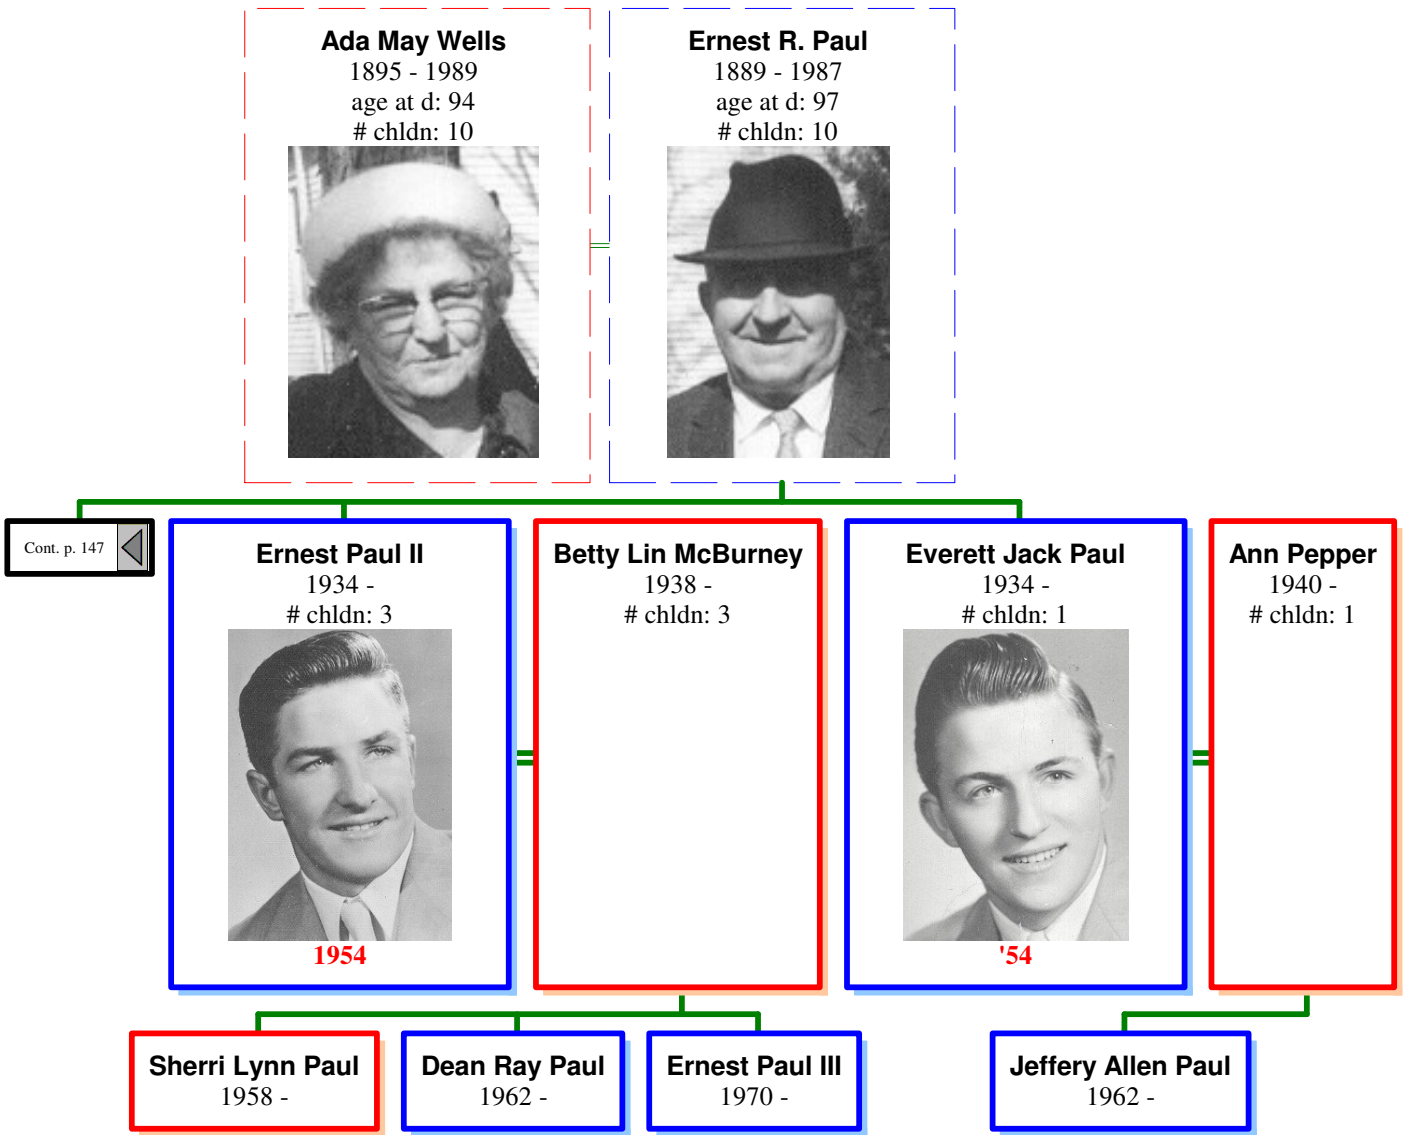 Ada May Wells
1895 - 1989
age at d: 94
# chldn: 10
Ernest R. Paul
1889 - 1987
age at d: 97
# chldn: 10
Cont. p. 147
Ernest Paul II
1934 -
# chldn: 3
1954
Betty Lin McBurney
1938 -
# chldn: 3
Everett Jack Paul
1934 -
# chldn: 1
'54
Ann Pepper
1940 -
# chldn: 1
Sherri Lynn Paul
1958 -
Dean Ray Paul
1962 -
Ernest Paul III
1970 -
Jeffery Allen Paul
1962 -